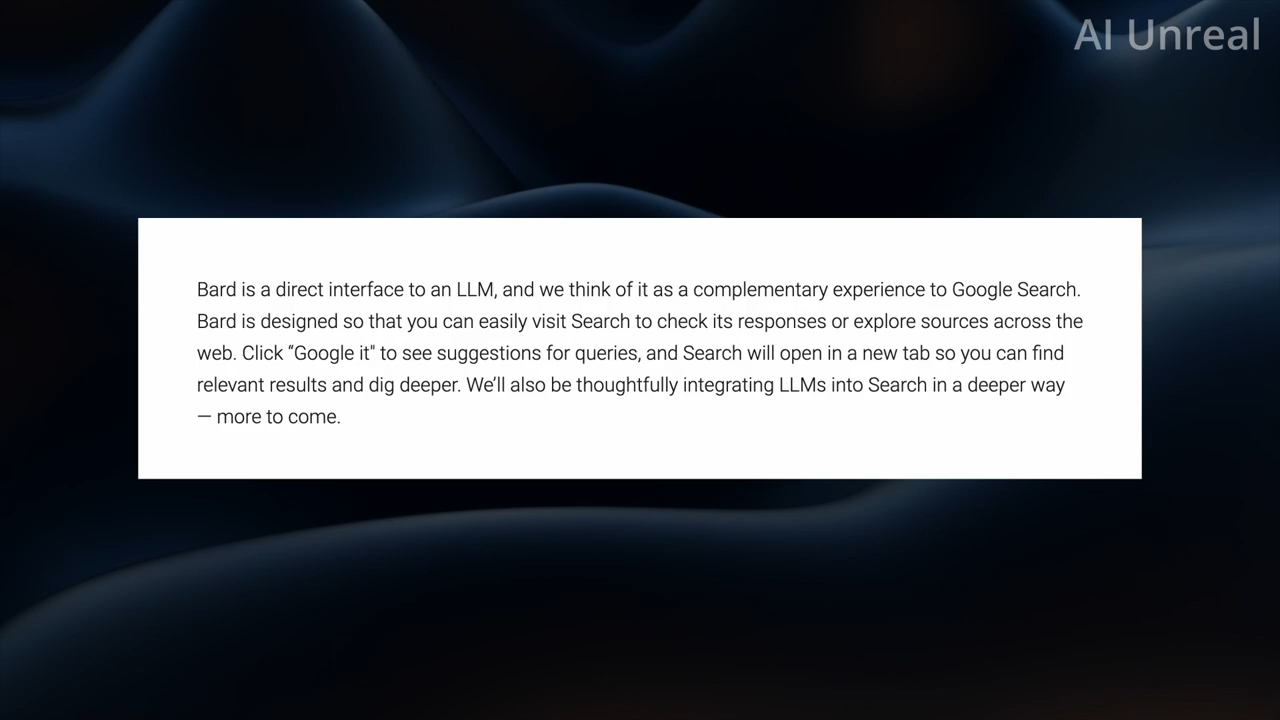 AI Unreal
Bard is a direct interface to an LLM, and we think of it as a complementary experience to Google Search.
Bard is designed so that you can easily visit Search to check its responses or explore sources across the
web. Click “Google it" to see suggestions for queries, and Search will open in a new tab so you can find
relevant results and dig deeper. We’ll also be thoughtfully integrating LLMs into Search in a deeper way
— more to come.